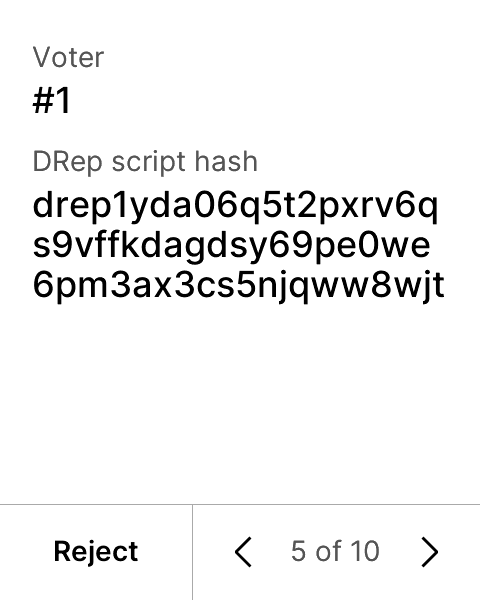 Voter
#1
DRep script hash
drep1yda06q5t2pxrv6q
s9vffkdagdsy69pe0we
6pm3ax3cs5njqww8wjt
Reject
5 of 10